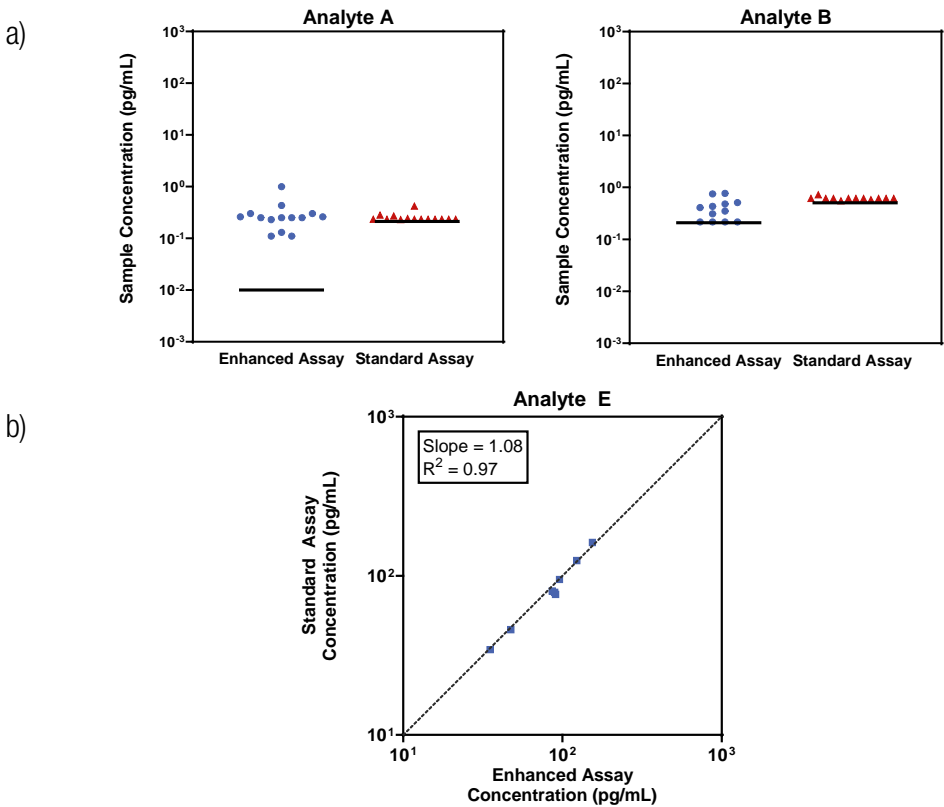 a)
Analyte A
Sample Concentration (pg/mL)
10³
10²
10¹
10⁰
10⁻¹
10⁻²
10⁻³
Enhanced Assay Standard Assay
Analyte B
Sample Concentration (pg/mL)
10³
10²
10¹
10⁰
10⁻¹
10⁻²
10⁻³
Enhanced Assay Standard Assay
b)
Analyte E
Slope = 1.08
R² = 0.97
Standard Assay
Concentration (pg/mL)
10³
10²
10¹
10¹ 10² 10³
Enhanced Assay
Concentration (pg/mL)